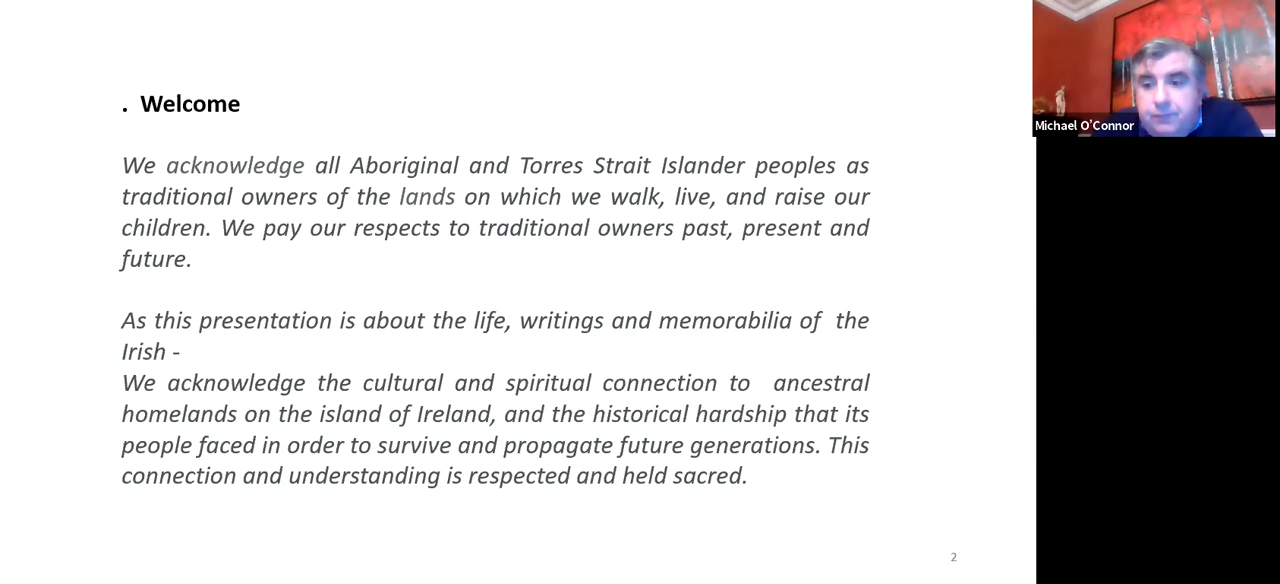 . Welcome
We acknowledge all Aboriginal and Torres Strait Islander peoples as
traditional owners of the lands on which we walk, live, and raise our
children. We pay our respects to traditional owners past, present and
future.
As this presentation is about the life, writings and memorabilia of the
Irish -
We acknowledge the cultural and spiritual connection to ancestral
homelands on the island of Ireland, and the historical hardship that its
people faced in order to survive and propagate future generations. This
connection and understanding is respected and held sacred.
2
Michael O'Connor